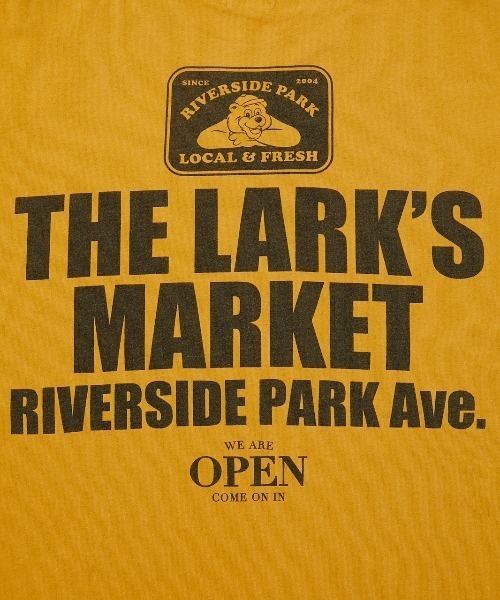 SINCE 2004
RIVERSIDE PARK
LOCAL & FRESH
THE LARK'S
MARKET
RIVERSIDE PARK Ave.
WE ARE
OPEN
COME ON IN